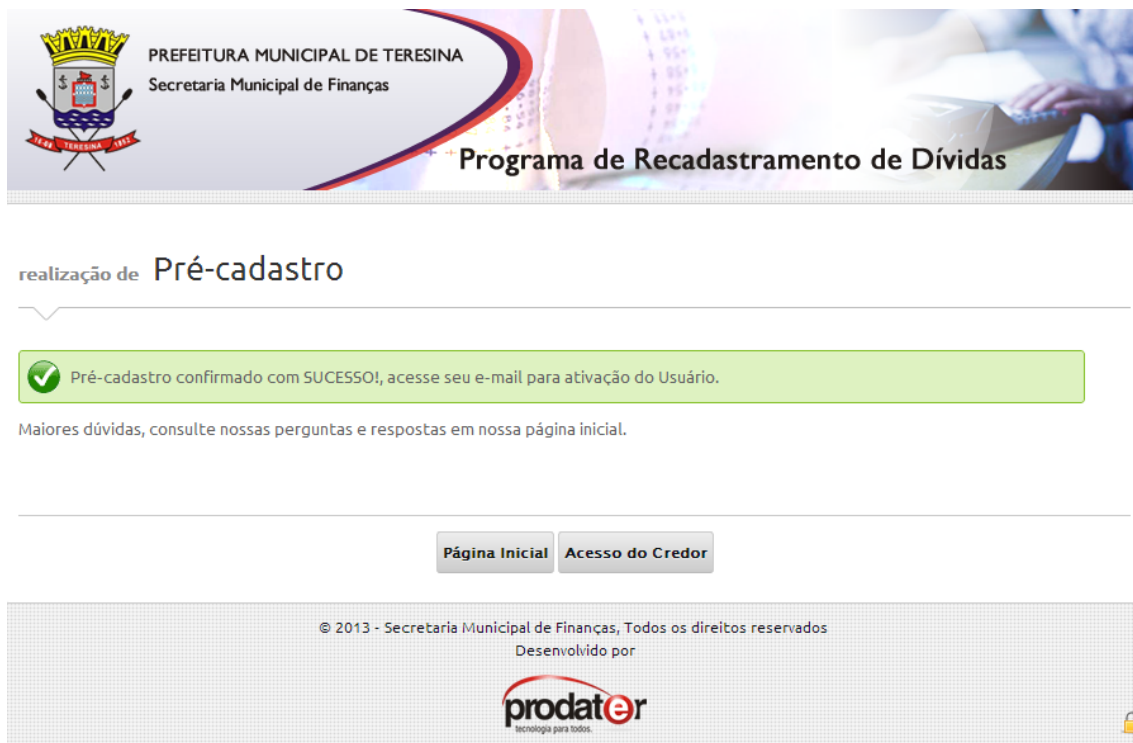 PREFEITURA MUNICIPAL DE TERESINA
Secretaria Municipal de Finanças
TERESINA
1852
Programa de Recadastramento de Dívidas
realização de Pré-cadastro
Pré-cadastro confirmado com SUCESSO!, acesse seu e-mail para ativação do Usuário.
Maiores dúvidas, consulte nossas perguntas e respostas em nossa página inicial.
Página Inicial
Acesso do Credor
© 2013 - Secretaria Municipal de Finanças, Todos os direitos reservados
Desenvolvido por
prodater
tecnologia para todos.